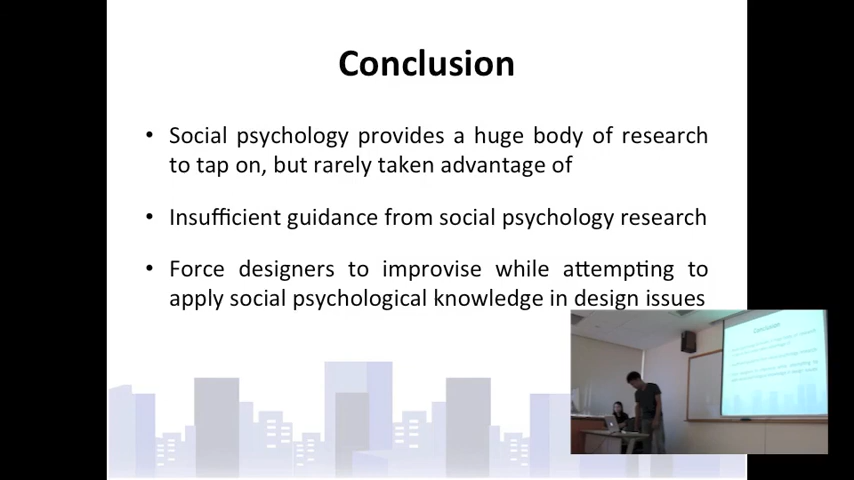 Conclusion
• Social psychology provides a huge body of research
to tap on, but rarely taken advantage of
• Insufficient guidance from social psychology research
• Force designers to improvise while attempting to
apply social psychological knowledge in design issues
Conclusion